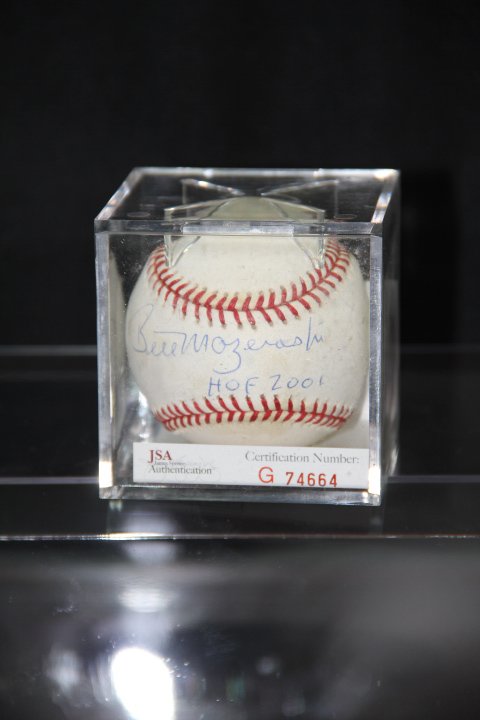 Bill Mazeroski
HOF 2001
JSA
Authentication
Certification Number:
G 74664